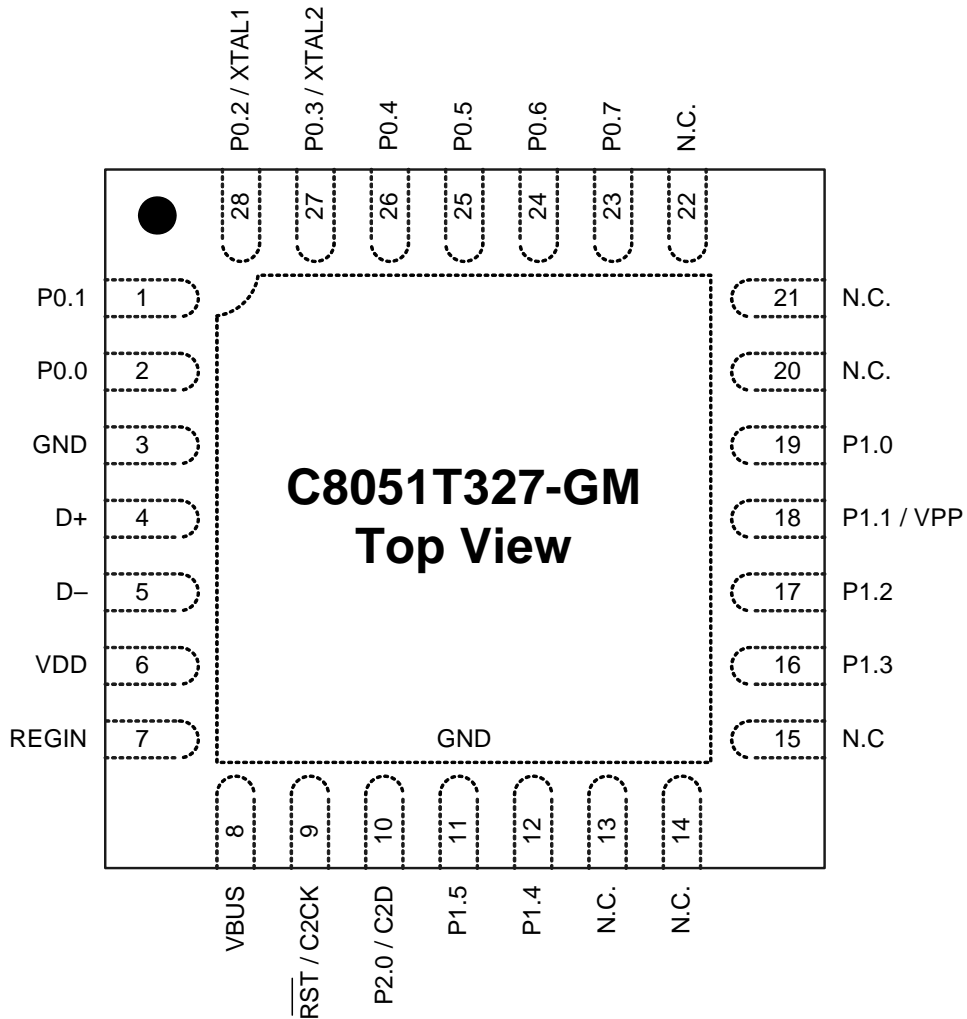 P0.2 / XTAL1
P0.3 / XTAL2
P0.4
P0.5
P0.6
P0.7
N.C.
28
27
26
25
24
23
22
P0.1 1
P0.0 2
GND 3
D+ 4
D– 5
VDD 6
REGIN 7
21 N.C.
20 N.C.
19 P1.0
18 P1.1 / VPP
17 P1.2
16 P1.3
15 N.C
C8051T327-GM
Top View
GND
8
9
10
11
12
13
14
VBUS
RST / C2CK
P2.0 / C2D
P1.5
P1.4
N.C.
N.C.